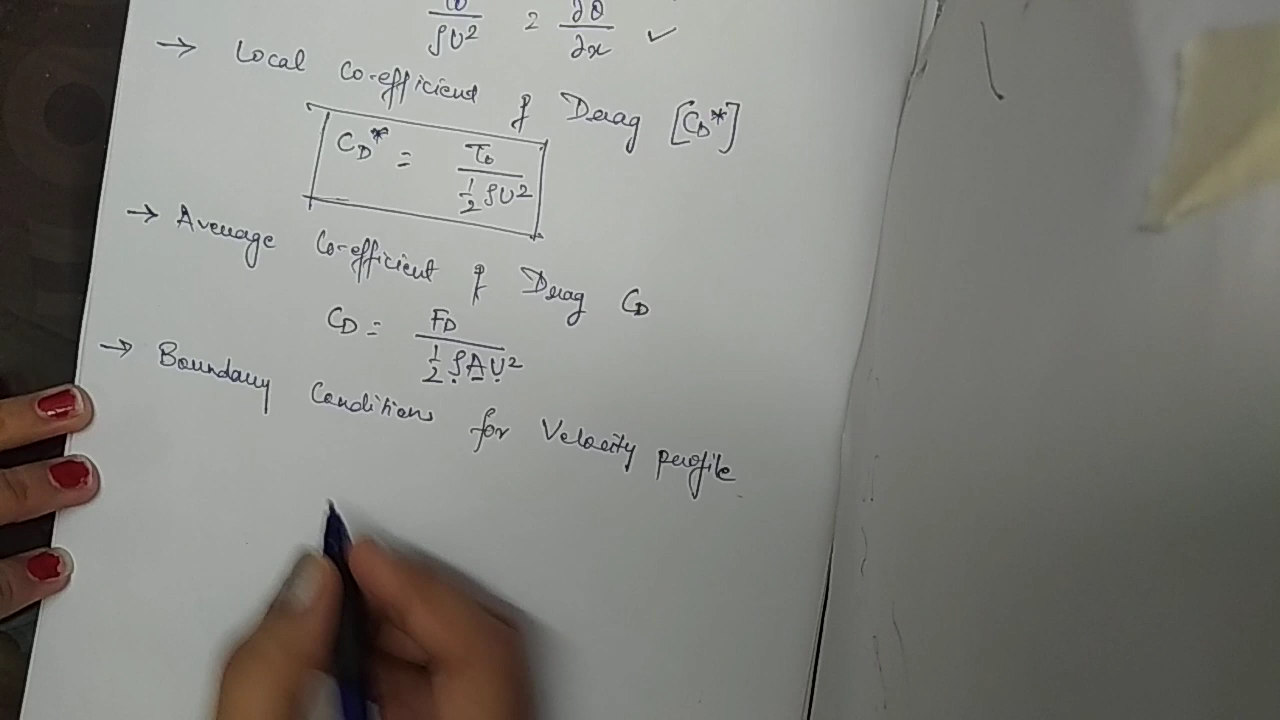 τ₀/ρU² = ∂θ/∂x ✓
→ Local Co-efficient of Drag [C_D*]
C_D* = τ₀/(½ρU²)
→ Average Co-efficient of Drag C_D
C_D = F_D/(½ρAU²)
→ Boundary Conditions for Velocity profile